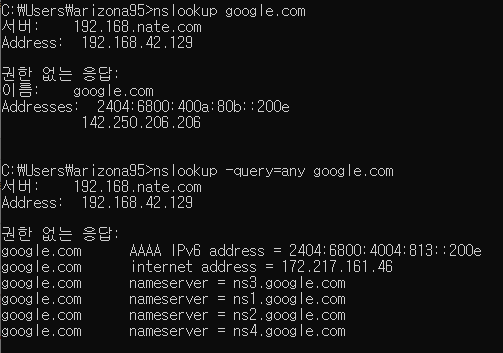 C:₩Users₩arizona95>nslookup google.com
서버:    192.168.nate.com
Address:  192.168.42.129
권한 없는 응답:
이름:    google.com
Addresses:  2404:6800:400a:80b::200e
          142.250.206.206
C:₩Users₩arizona95>nslookup -query=any google.com
서버:    192.168.nate.com
Address:  192.168.42.129
권한 없는 응답:
google.com      AAAA IPv6 address = 2404:6800:4004:813::200e
google.com      internet address = 172.217.161.46
google.com      nameserver = ns3.google.com
google.com      nameserver = ns1.google.com
google.com      nameserver = ns2.google.com
google.com      nameserver = ns4.google.com